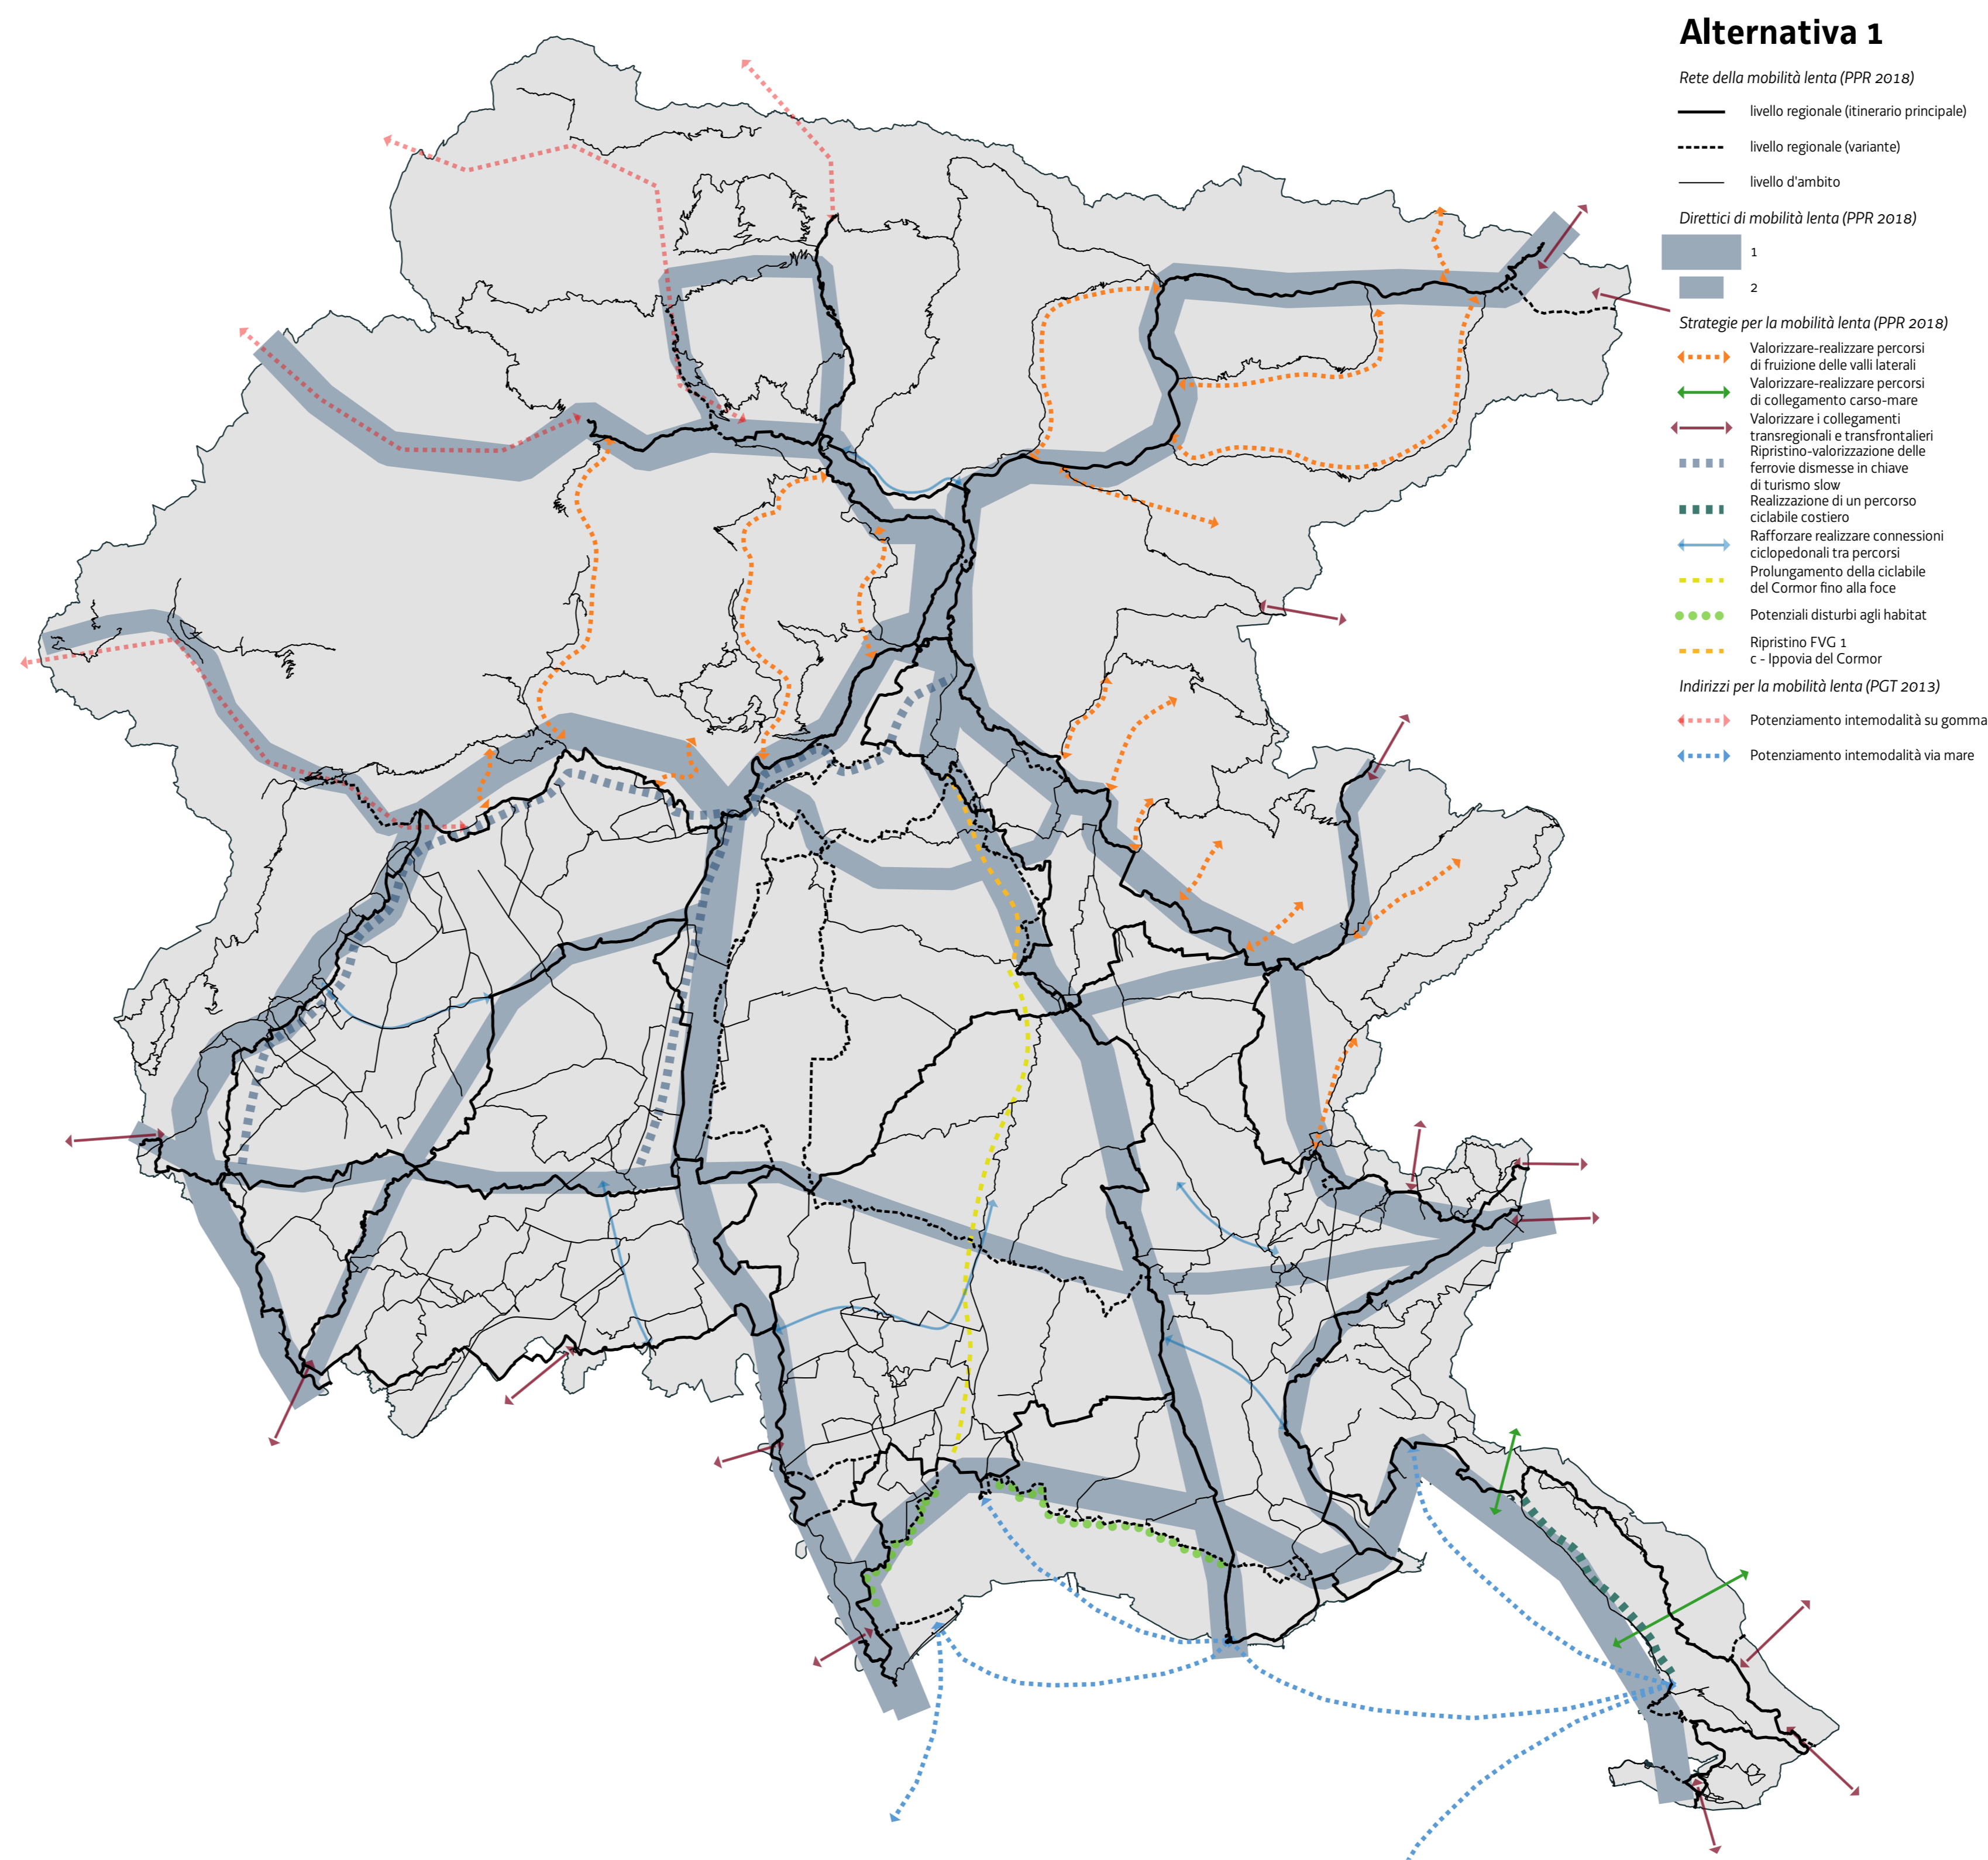 Alternativa 1
Rete della mobilità lenta (PPR 2018)
livello regionale (itinerario principale)
livello regionale (variante)
livello d'ambito
Direttici di mobilità lenta (PPR 2018)
1
2
Strategie per la mobilità lenta (PPR 2018)
Valorizzare-realizzare percorsi
di fruizione delle valli laterali
Valorizzare-realizzare percorsi
di collegamento carso-mare
Valorizzare i collegamenti
transregionali e transfrontalieri
Ripristino-valorizzazione delle
ferrovie dismesse in chiave
di turismo slow
Realizzazione di un percorso
ciclabile costiero
Rafforzare realizzare connessioni
ciclopedonali tra percorsi
Prolungamento della ciclabile
del Cormor fino alla foce
Potenziali disturbi agli habitat
Ripristino FVG 1
c - Ippovia del Cormor
Indirizzi per la mobilità lenta (PGT 2013)
Potenziamento intemodalità su gomma
Potenziamento intemodalità via mare